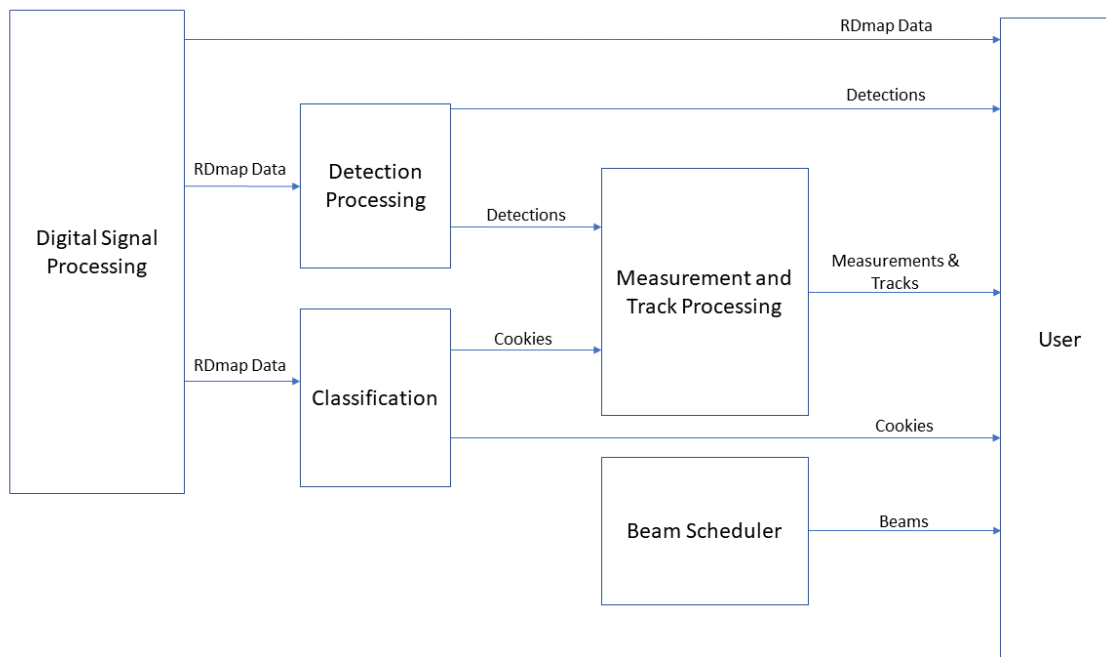 RDmap Data
Detections
RDmap Data
Detection
Processing
Detections
Digital Signal
Processing
Measurement and
Track Processing
Measurements &
Tracks
User
Cookies
RDmap Data
Classification
Cookies
Beam Scheduler
Beams